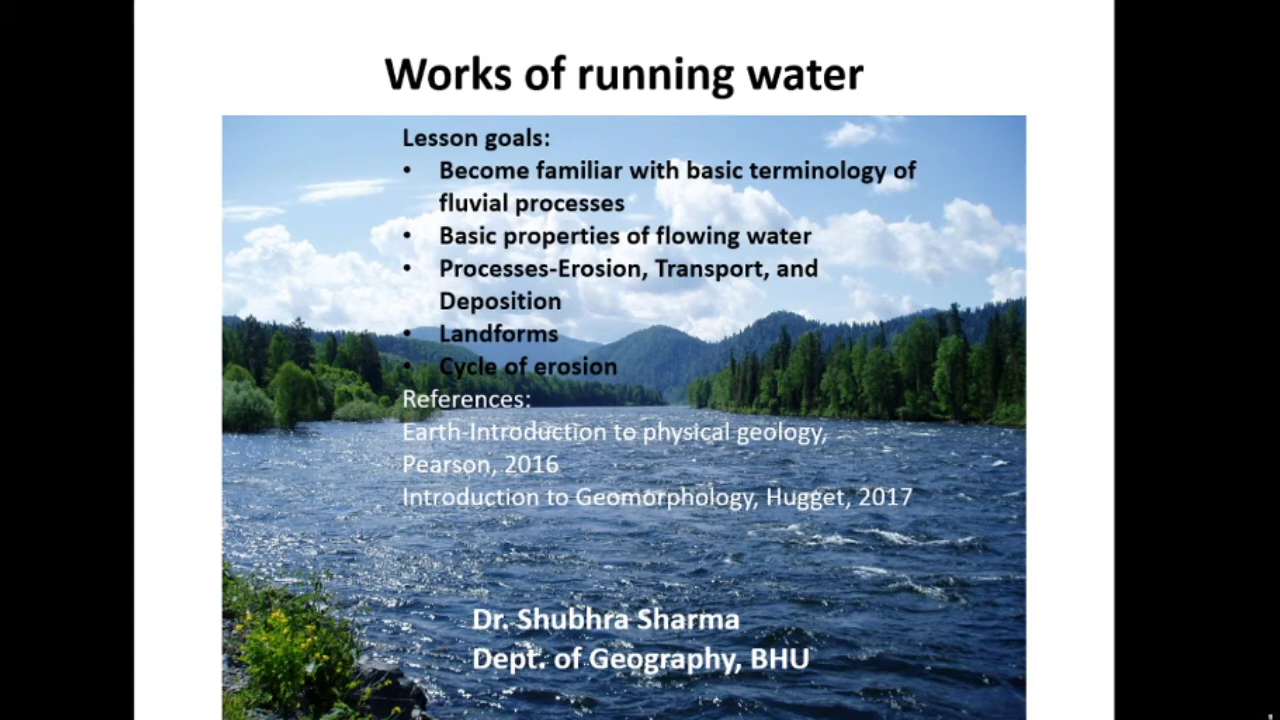 Works of running water
Lesson goals:
• Become familiar with basic terminology of
fluvial processes
• Basic properties of flowing water
• Processes-Erosion, Transport, and
Deposition
• Landforms
• Cycle of erosion
References:
Earth-Introduction to physical geology,
Pearson, 2016
Introduction to Geomorphology, Hugget, 2017
Dr. Shubhra Sharma
Dept. of Geography, BHU